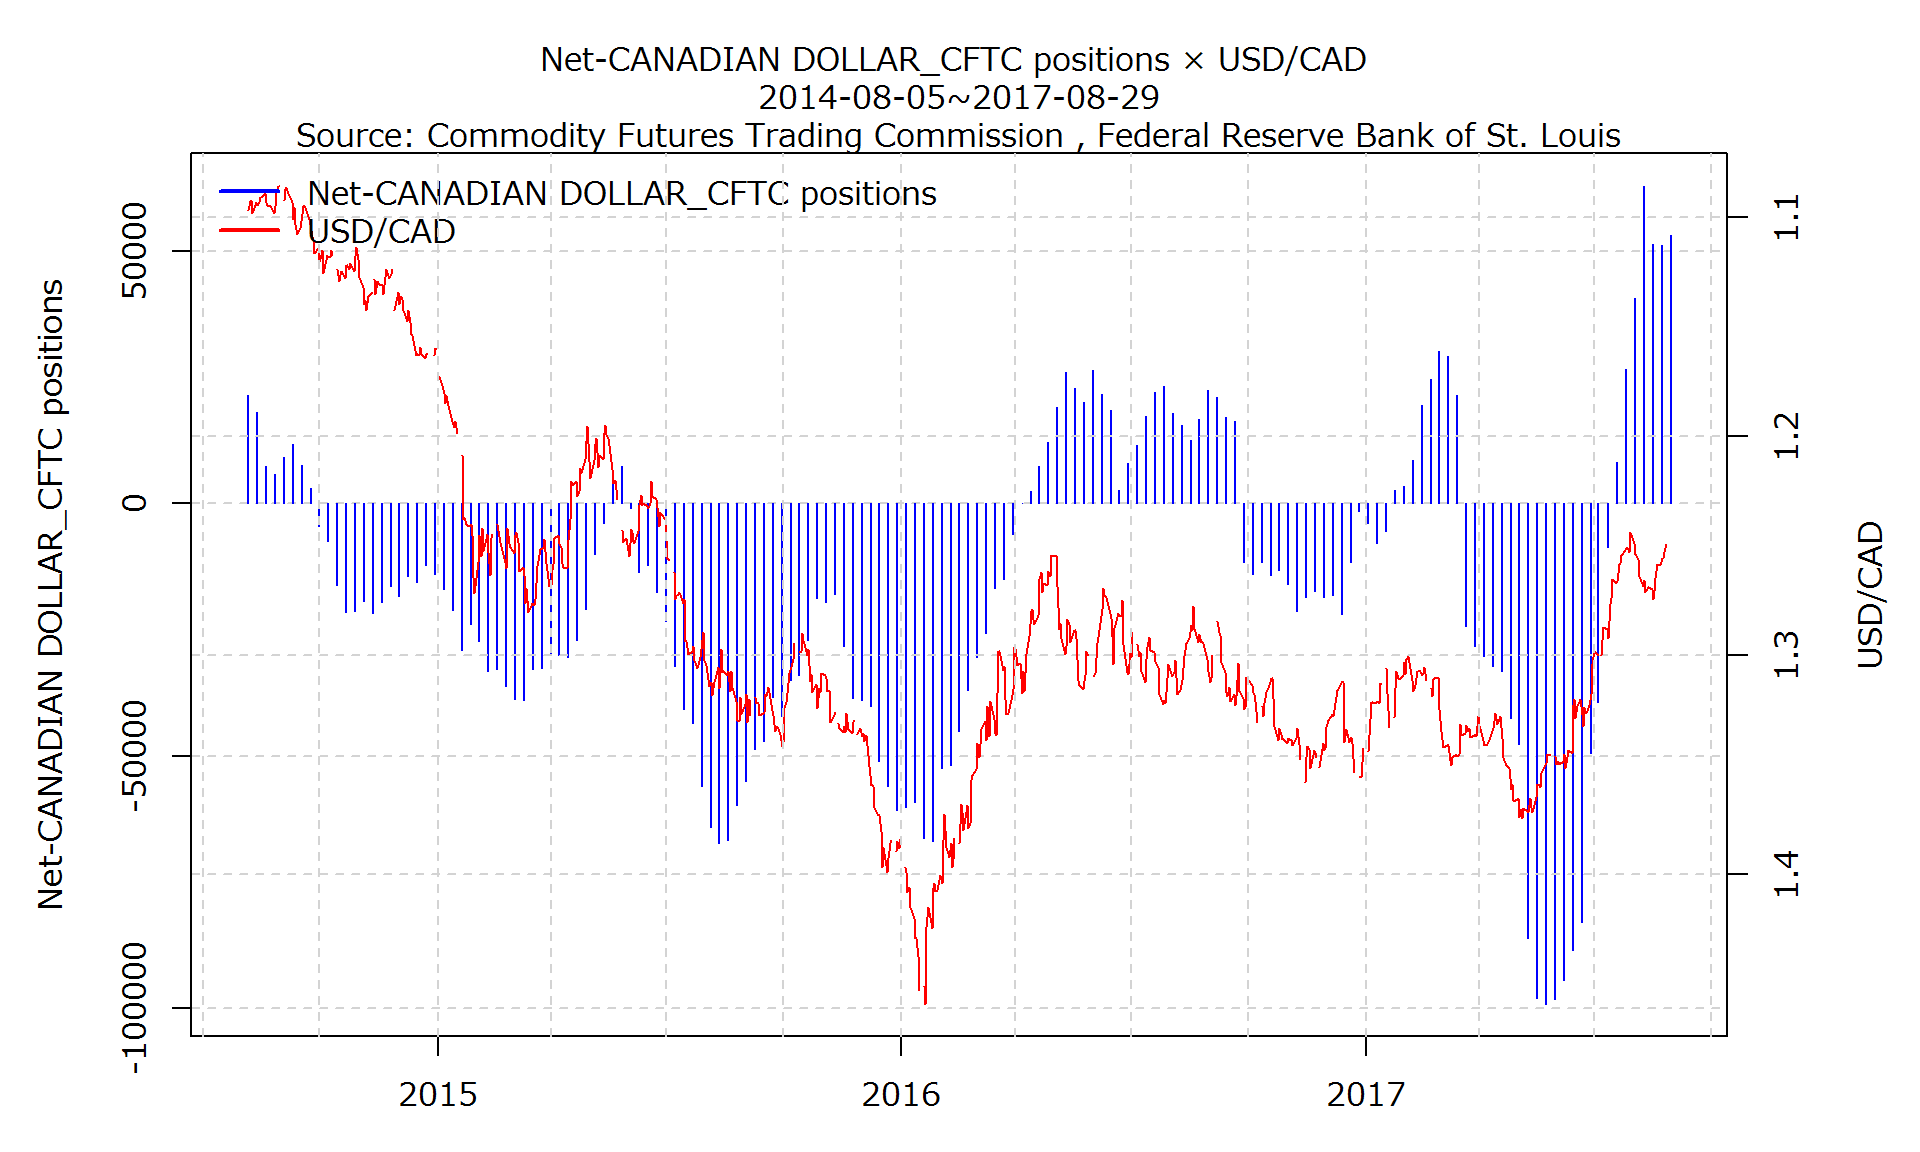 Net-CANADIAN DOLLAR_CFTC positions × USD/CAD
2014-08-05~2017-08-29
Source: Commodity Futures Trading Commission , Federal Reserve Bank of St. Louis
Net-CANADIAN DOLLAR_CFTC positions
USD/CAD
Net-CANADIAN DOLLAR_CFTC positions
50000
0
-50000
-100000
1.1
1.2
1.3
1.4
USD/CAD
2015
2016
2017